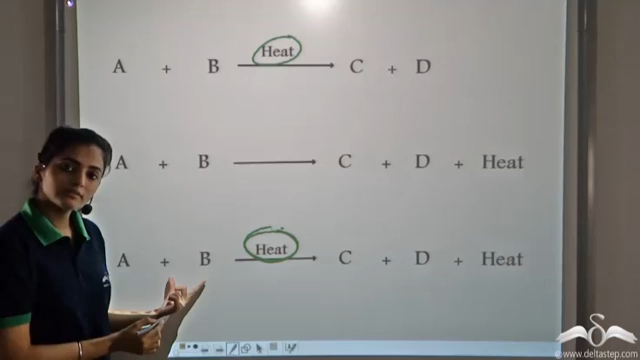 A + B Heat → C + D
A + B → C + D + Heat
A + B Heat → C + D + Heat
www.deltastep.com